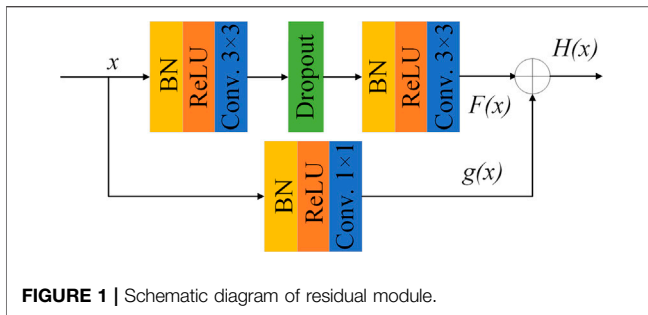 x
BN
ReLU
Conv. 3×3
Dropout
BN
ReLU
Conv. 3×3
F(x)
H(x)
BN
ReLU
Conv. 1×1
g(x)
FIGURE 1 | Schematic diagram of residual module.